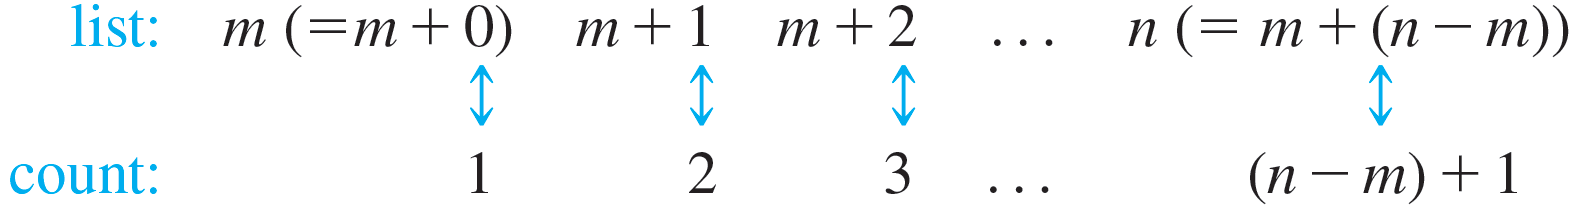 list: m (=m + 0) m + 1 m + 2 ... n (= m + (n − m))
count: 1 2 3 ... (n − m) + 1